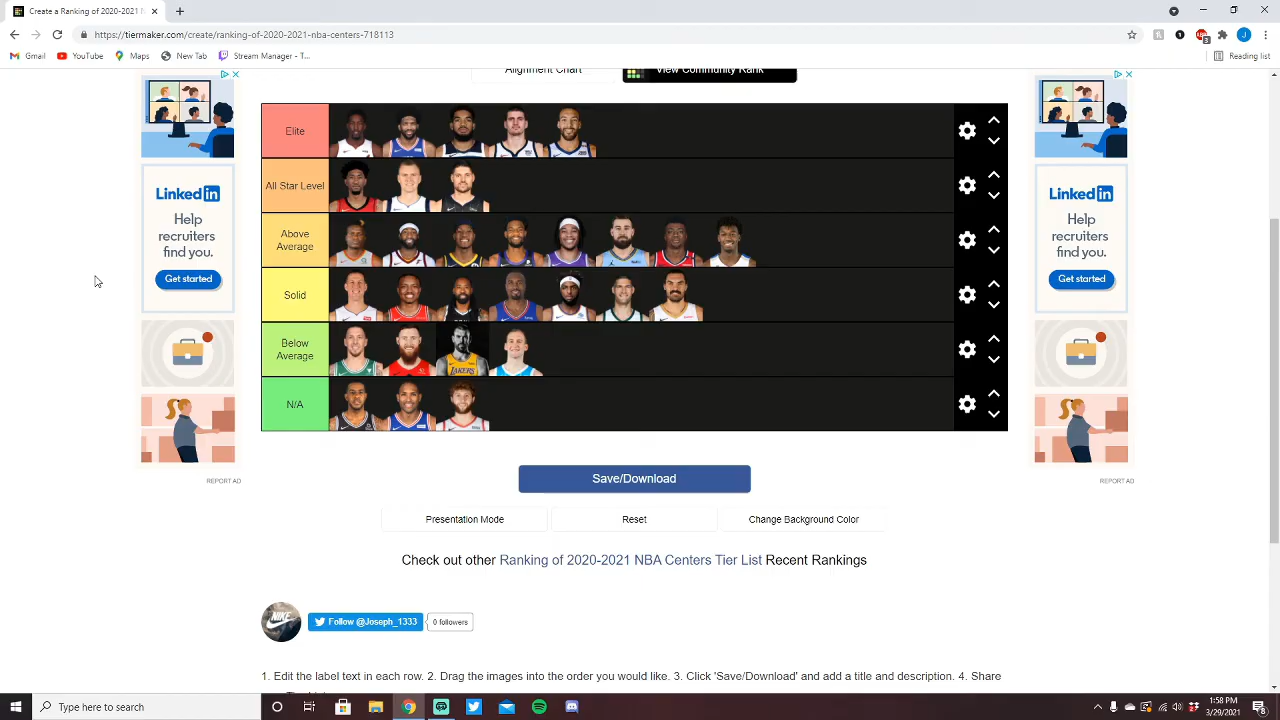 Create a Ranking of 2020-2021 N
https://tiermaker.com/create/ranking-of-2020-2021-nba-centers-718113
Gmail YouTube Maps New Tab Stream Manager - T... Reading list
Alignment Chart View Community Rank
Elite
All Star Level
Above
Average
Solid
Below
Average
LAKERS
N/A
Linked in
Help
recruiters
find you.
Get started
REPORT AD
Linked in
Help
recruiters
find you.
Get started
REPORT AD
Save/Download
Presentation Mode Reset Change Background Color
Check out other Ranking of 2020-2021 NBA Centers Tier List Recent Rankings
NIKE
Follow @Joseph_1333 0 followers
1. Edit the label text in each row. 2. Drag the images into the order you would like. 3. Click 'Save/Download' and add a title and description. 4. Share
Type here to search
1:58 PM
3/29/2021